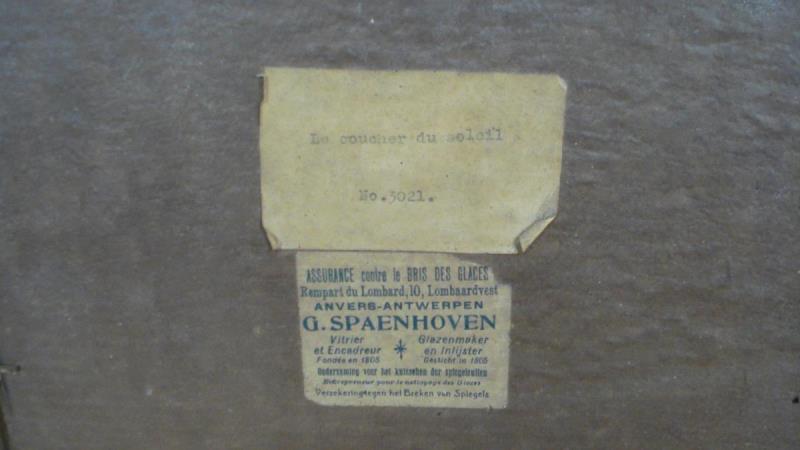 Le coucher du soleil
No.3021.
ASSURANCE contre le BRIS DES GLACES
Rempart du Lombard, 10, Lombaardvest
ANVERS-ANTWERPEN
G. SPAENHOVEN
Vitrier Glazenmaker
et Encadreur en Inlijster
Fondée en 1805 Gesticht in 1805
Onderneming voor het kuisschen der spiegelruiten
Entrepreneur pour le nettoyage des Glaces
Verzekering tegen het Breken van Spiegels